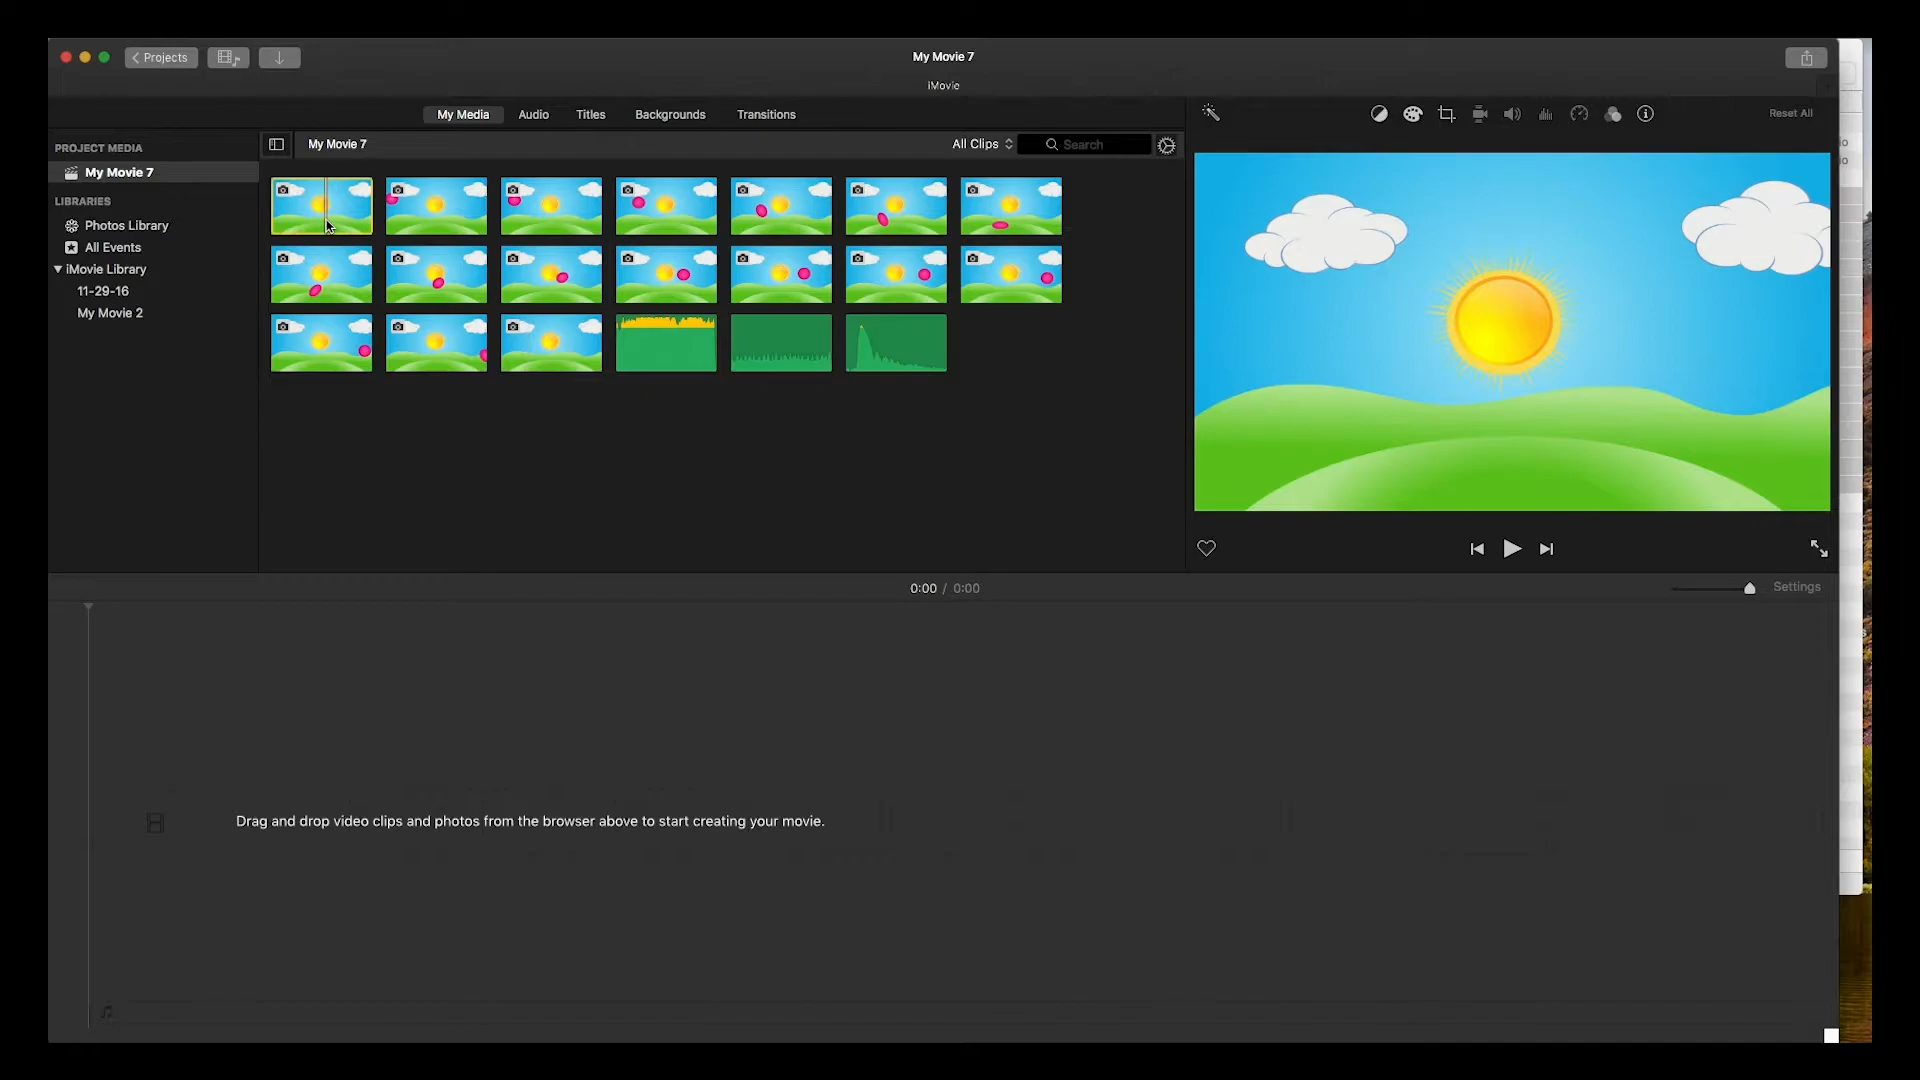 Projects
My Movie 7
iMovie
My Media
Audio
Titles
Backgrounds
Transitions
Reset All
PROJECT MEDIA
My Movie 7
LIBRARIES
Photos Library
All Events
iMovie Library
11-29-16
My Movie 2
My Movie 7
All Clips
Search
0:00 / 0:00
Settings
Drag and drop video clips and photos from the browser above to start creating your movie.